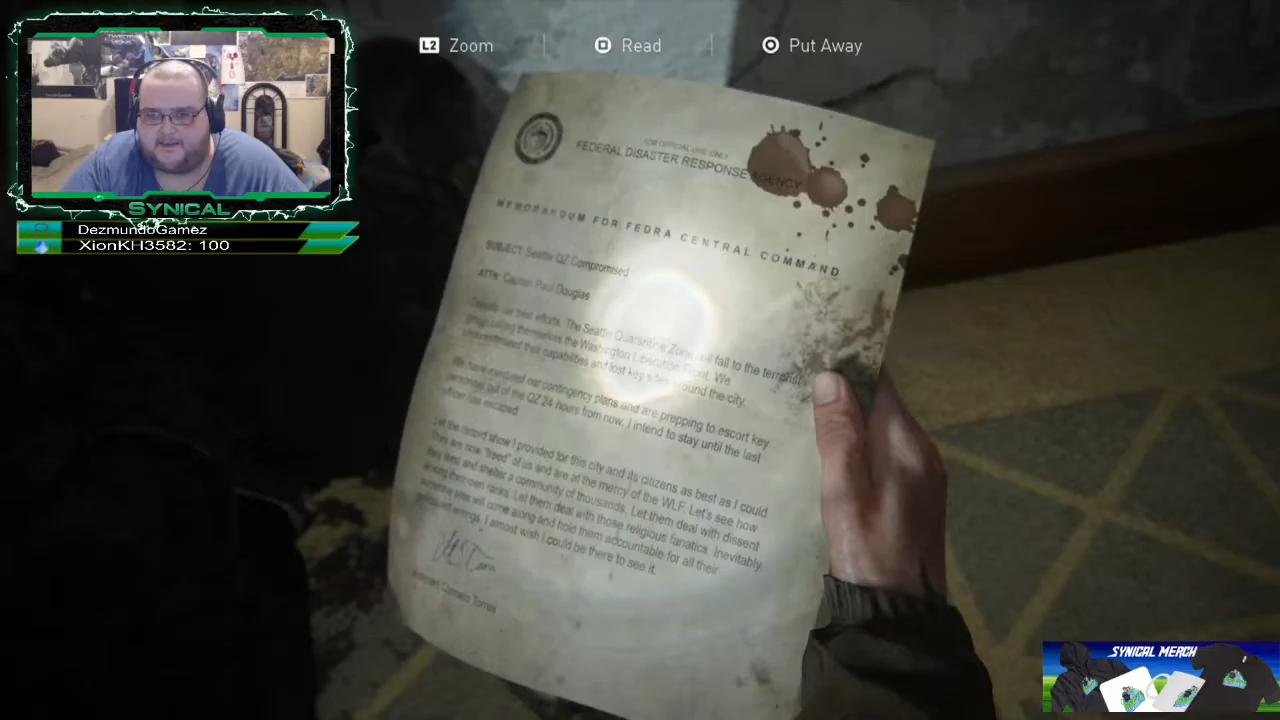 L2 Zoom
Read
Put Away
FOR OFFICIAL USE ONLY
FEDERAL DISASTER RESPONSE AGENCY
MEMORANDUM FOR FEDRA CENTRAL COMMAND
SUBJECT: Seattle QZ Compromised
ATTN: Captain Paul Douglas
Despite our best efforts, The Seattle Quarantine Zone will fall to the terrorist
group calling themselves the Washington Liberation Front. We
underestimated their capabilities and lost key sites around the city.
We have executed our contingency plans and are prepping to escort key
personnel out of the QZ 24 hours from now. I intend to stay until the last
officer has escaped.
Let the record show I provided for this city and its citizens as best as I could
They are now "freed" of us and are at the mercy of the WLF. Let's see how
they feed and shelter a community of thousands. Let them deal with dissent
among their own ranks. Let them deal with those religious fanatics. Inevitably,
someone else will come along and hold them accountable for all their
wrongs. I almost wish I could be there to see it.
Torres
SYNICAL
DezmundoGamez
XionKH3582: 100
SYNICAL MERCH